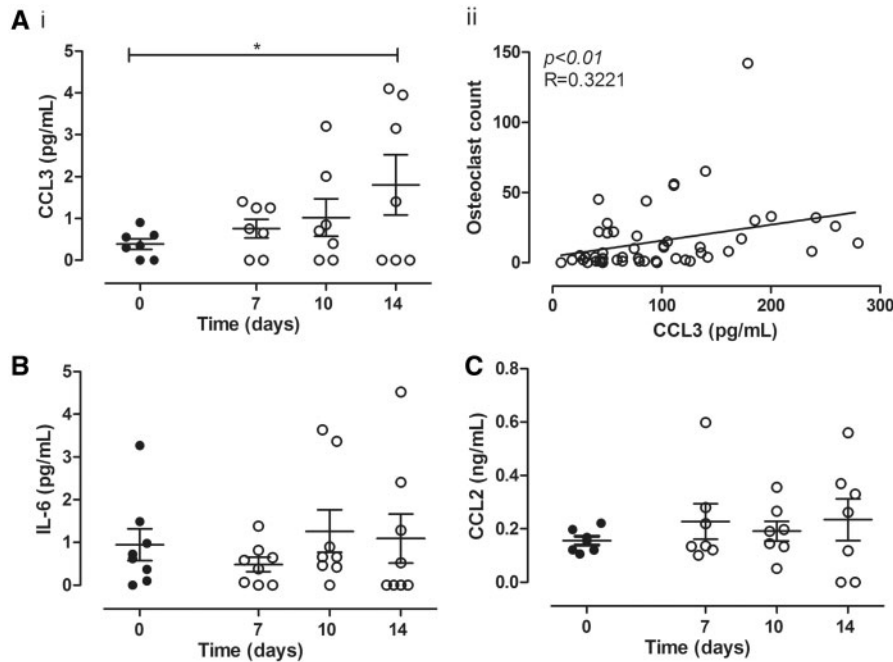 A i
*
5
4
3
2
1
0
CCL3 (pg/mL)
0 7 10 14
Time (days)
ii
p<0.01
R=0.3221
150
100
50
0
Osteoclast count
0 100 200 300
CCL3 (pg/mL)
B
5
4
3
2
1
0
IL-6 (pg/mL)
0 7 10 14
Time (days)
C
0.8
0.6
0.4
0.2
0.0
CCL2 (ng/mL)
0 7 10 14
Time (days)